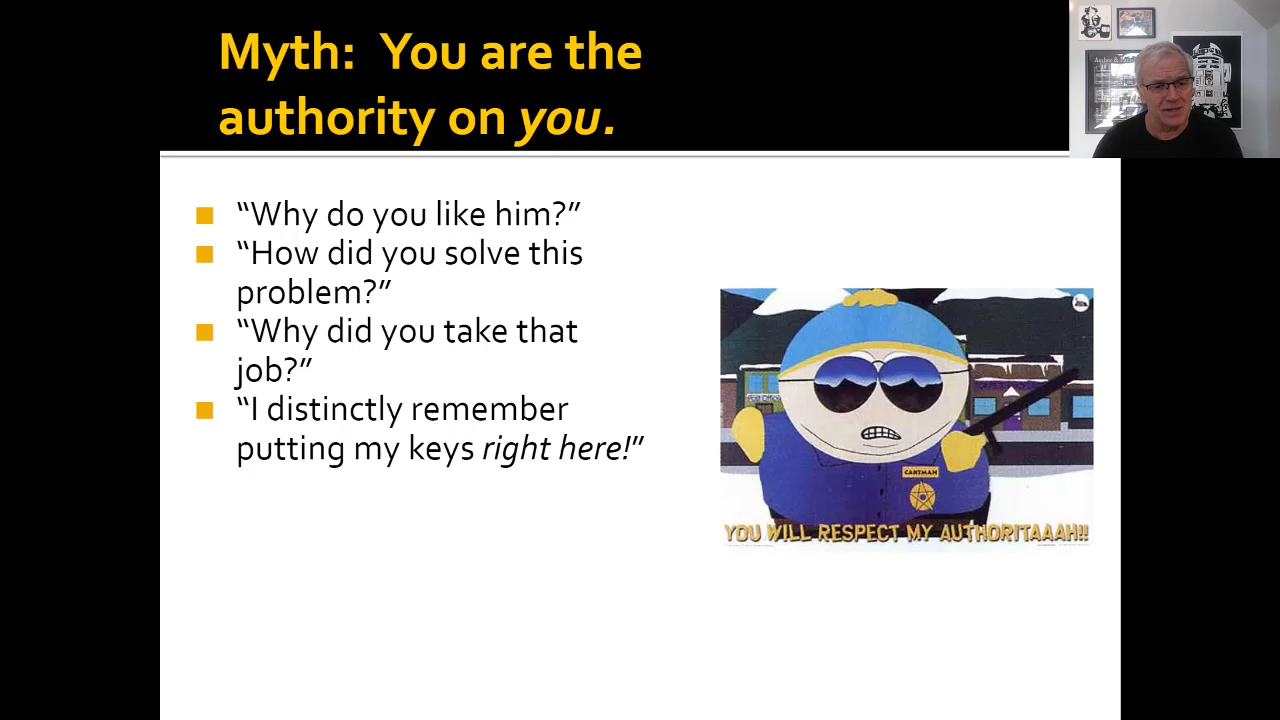 Myth:  You are the
authority on you.
“Why do you like him?”
“How did you solve this
problem?”
“Why did you take that
job?”
“I distinctly remember
putting my keys right here!”
CARTMAN
YOU WILL RESPECT MY AUTHORITAAAH!!